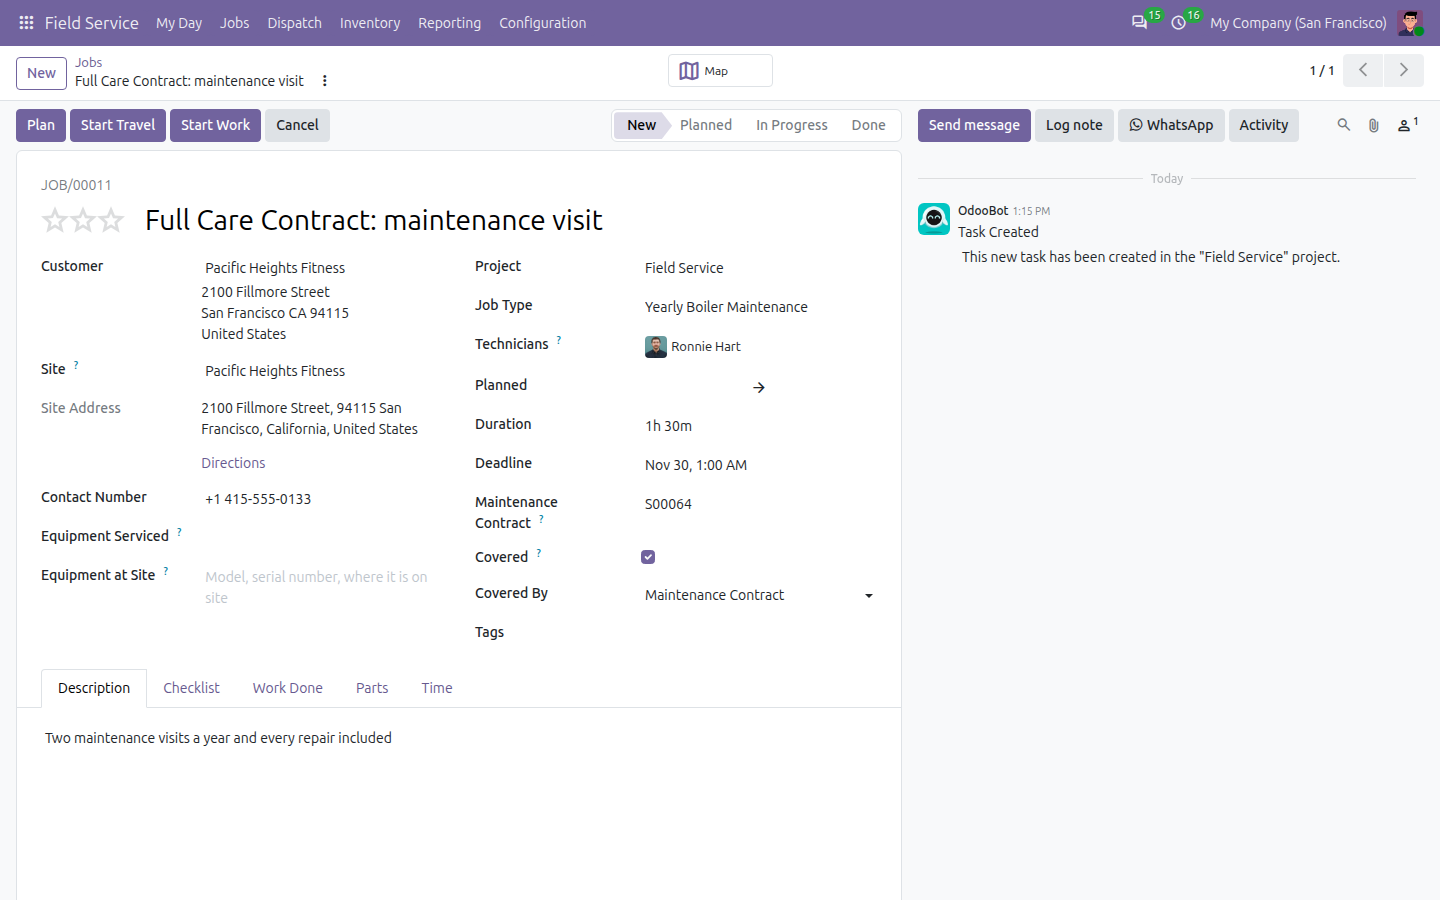 Field Service
My Day
Jobs
Dispatch
Inventory
Reporting
Configuration
15
16
My Company (San Francisco)
New
Jobs
Full Care Contract: maintenance visit
Map
1 / 1
Plan
Start Travel
Start Work
Cancel
New
Planned
In Progress
Done
Send message
Log note
WhatsApp
Activity
1
JOB/00011
Full Care Contract: maintenance visit
Customer
Pacific Heights Fitness
2100 Fillmore Street
San Francisco CA 94115
United States
Site ?
Pacific Heights Fitness
Site Address
2100 Fillmore Street, 94115 San
Francisco, California, United States
Directions
Contact Number
+1 415-555-0133
Equipment Serviced ?
Equipment at Site ?
Model, serial number, where it is on
site
Project
Field Service
Job Type
Yearly Boiler Maintenance
Technicians ?
Ronnie Hart
Planned
Duration
1h 30m
Deadline
Nov 30, 1:00 AM
Maintenance
Contract ?
S00064
Covered ?
Covered By
Maintenance Contract
Tags
Description
Checklist
Work Done
Parts
Time
Two maintenance visits a year and every repair included
Today
OdooBot 1:15 PM
Task Created
This new task has been created in the "Field Service" project.